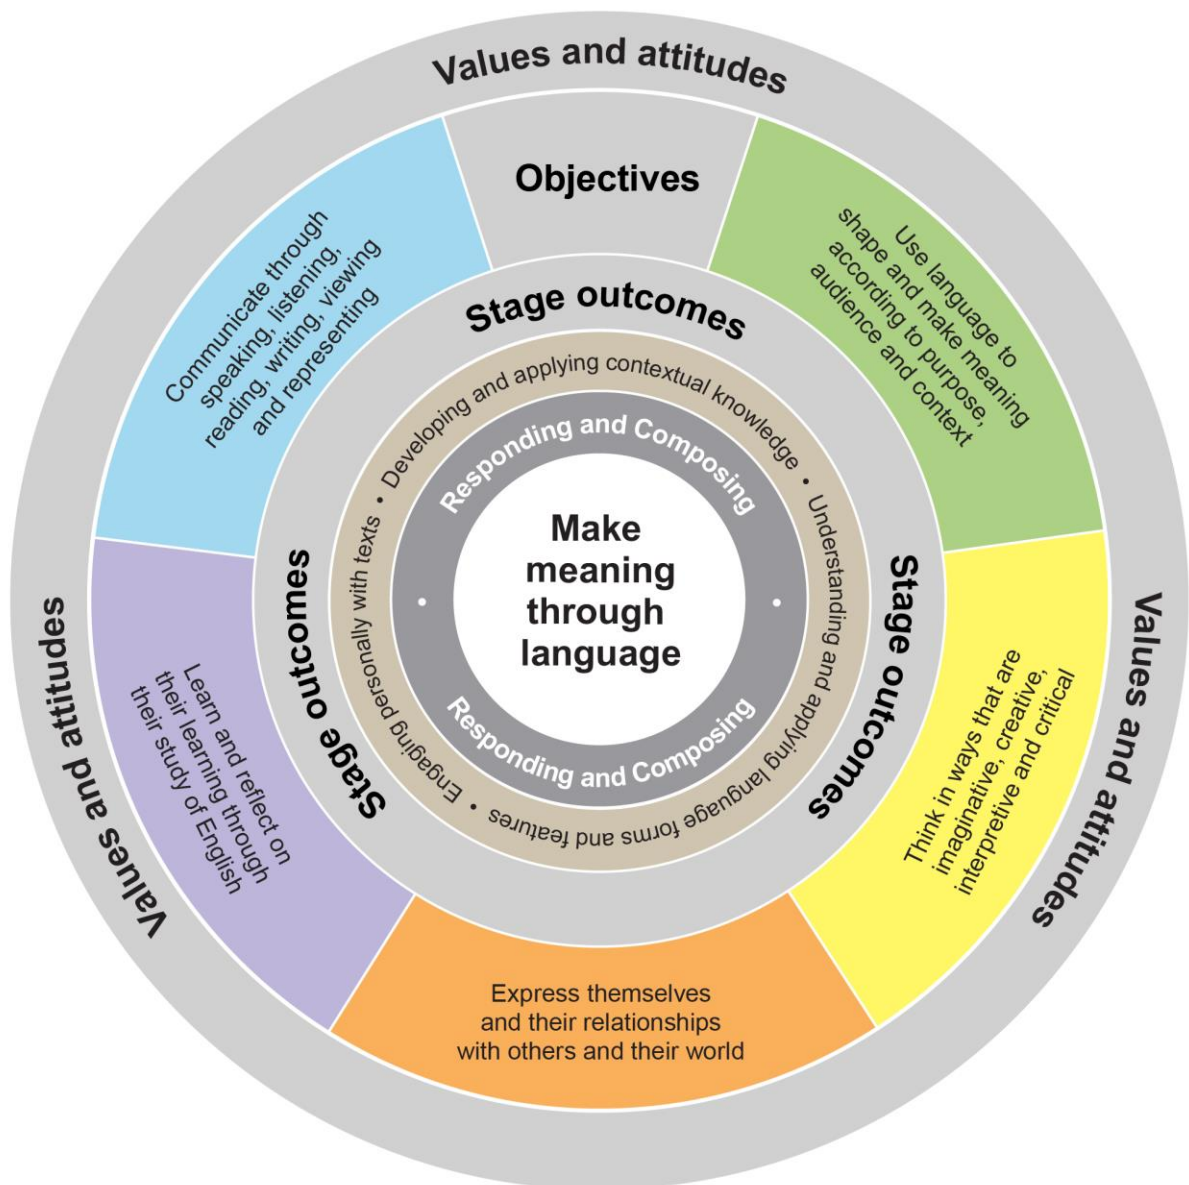 Values and attitudes
Objectives
Communicate through
speaking, listening,
reading, writing, viewing
and representing
Use language to
shape and make meaning
according to purpose,
audience and context
Stage outcomes
• Developing and applying contextual knowledge
• Understanding and applying language forms and features
• Engaging personally with texts
Responding and Composing
Make
meaning
through
language
Responding and Composing
Stage outcomes
Stage outcomes
Values and attitudes
Learn and reflect on
their learning through
their study of English
Think in ways that are
imaginative, creative,
interpretive and critical
Values and attitudes
Express themselves
and their relationships
with others and their world